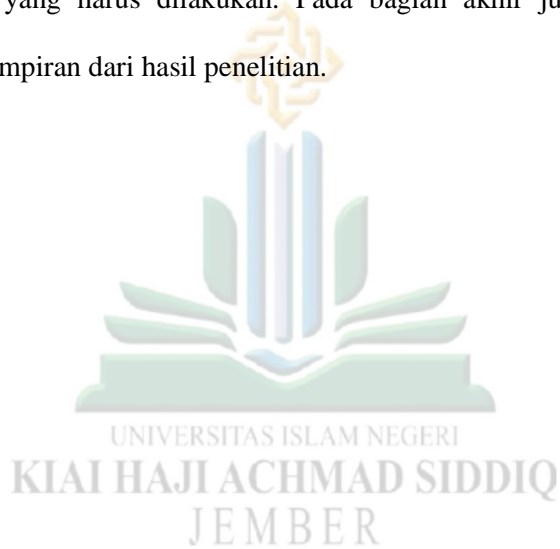 yang harus dilakukan. Pada bagian akhir ju
mpiran dari hasil penelitian.
UNIVERSITAS ISLAM NEGERI
KIAI HAJI ACHMAD SIDDIQ
JEMBER